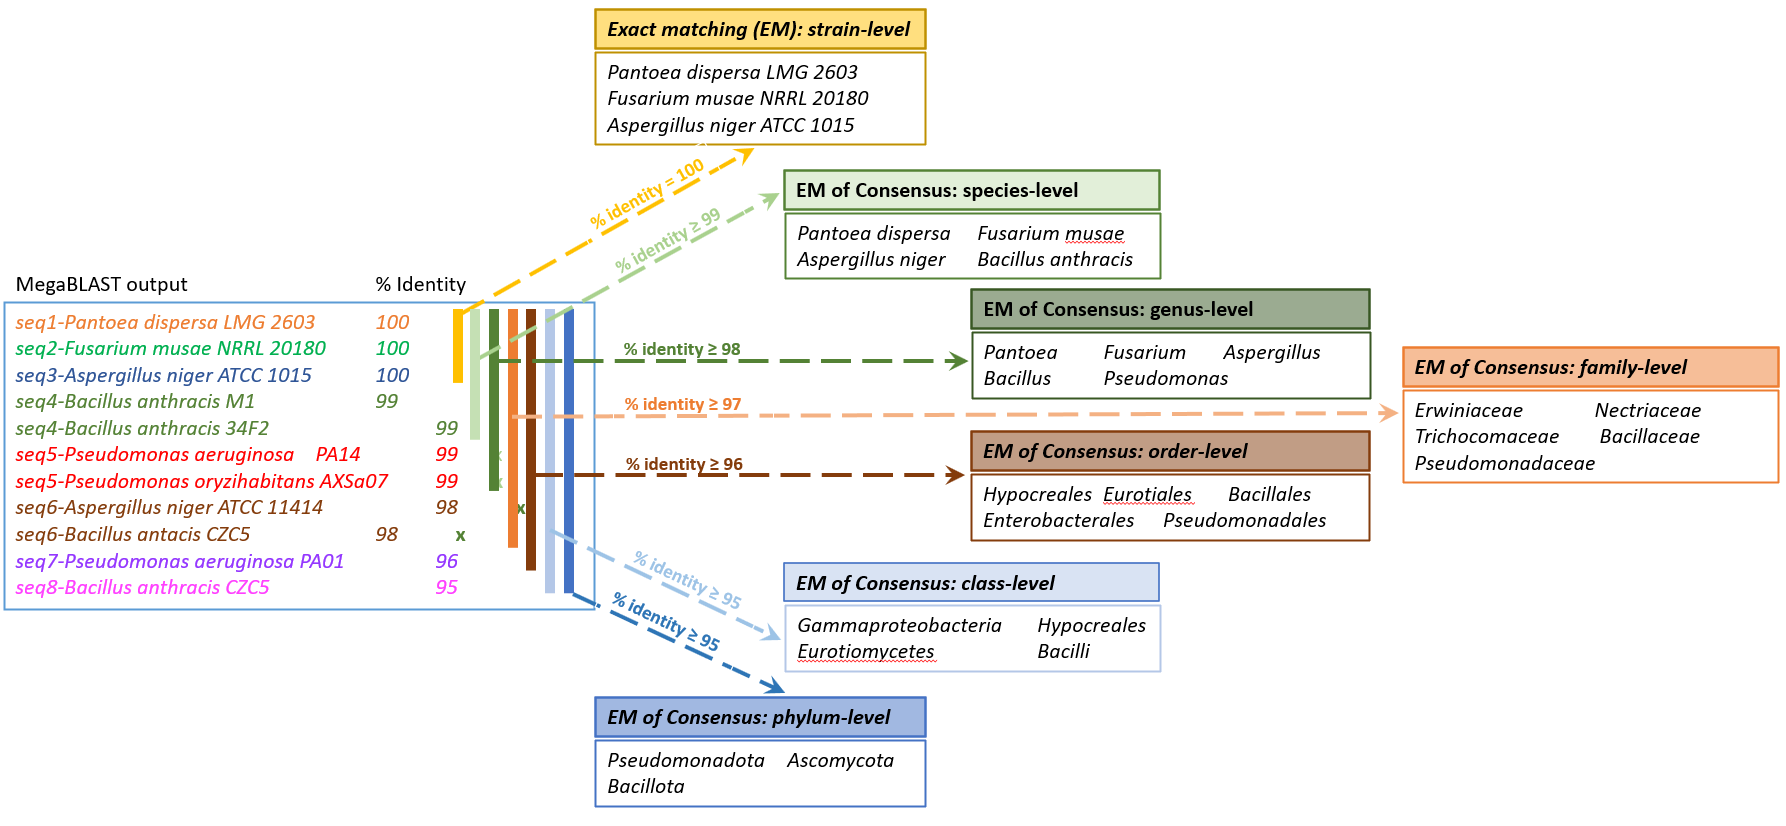 Exact matching (EM): strain-level
Pantoea dispersa LMG 2603
Fusarium musae NRRL 20180
Aspergillus niger ATCC 1015
% identity = 100
EM of Consensus: species-level
Pantoea dispersa Fusarium musae
Aspergillus niger Bacillus anthracis
% identity ≥ 99
MegaBLAST output % Identity
seq1-Pantoea dispersa LMG 2603 100
seq2-Fusarium musae NRRL 20180 100
seq3-Aspergillus niger ATCC 1015 100
seq4-Bacillus anthracis M1 99
seq4-Bacillus anthracis 34F2 99
seq5-Pseudomonas aeruginosa PA14 99 x
seq5-Pseudomonas oryzihabitans AXSa07 99 x
seq6-Aspergillus niger ATCC 11414 98 x
seq6-Bacillus antacis CZC5 98 x
seq7-Pseudomonas aeruginosa PA01 96
seq8-Bacillus anthracis CZC5 95
% identity ≥ 98
EM of Consensus: genus-level
Pantoea Fusarium Aspergillus
Bacillus Pseudomonas
% identity ≥ 97
EM of Consensus: family-level
Erwiniaceae Nectriaceae
Trichocomaceae Bacillaceae
Pseudomonadaceae
% identity ≥ 96
EM of Consensus: order-level
Hypocreales Eurotiales Bacillales
Enterobacterales Pseudomonadales
% identity ≥ 95
EM of Consensus: class-level
Gammaproteobacteria Hypocreales
Eurotiomycetes Bacilli
% identity ≥ 95
EM of Consensus: phylum-level
Pseudomonadota Ascomycota
Bacillota